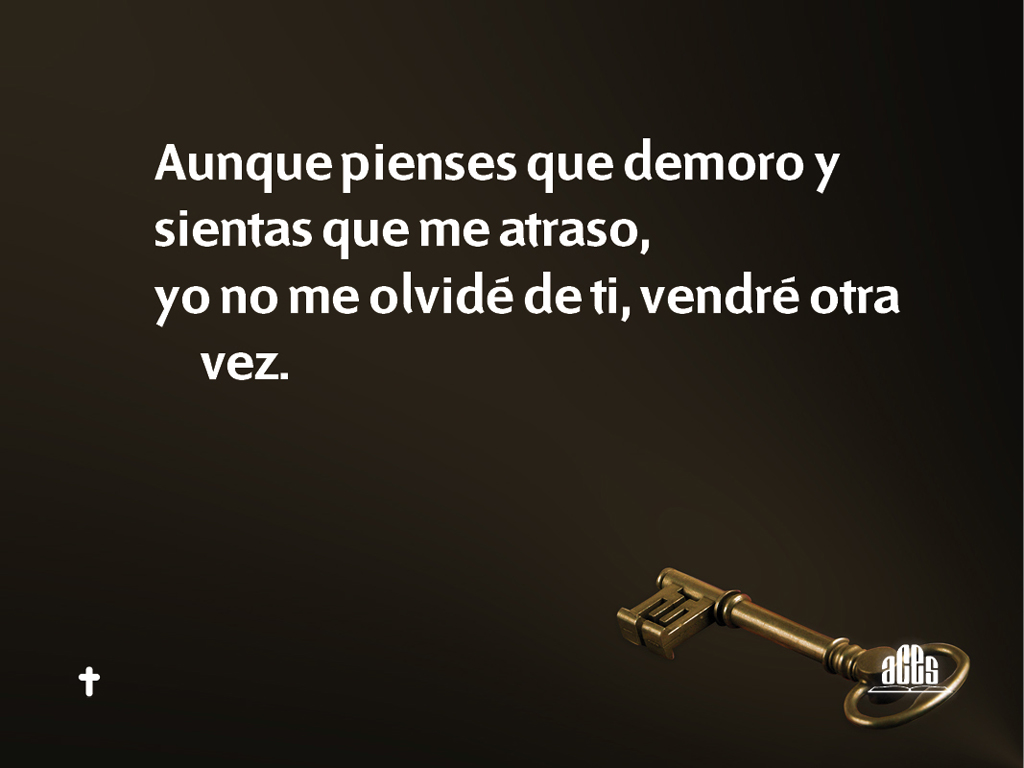 Aunque pienses que demoro y
sientas que me atraso,
yo no me olvidé de ti, vendré otra
vez.
aces